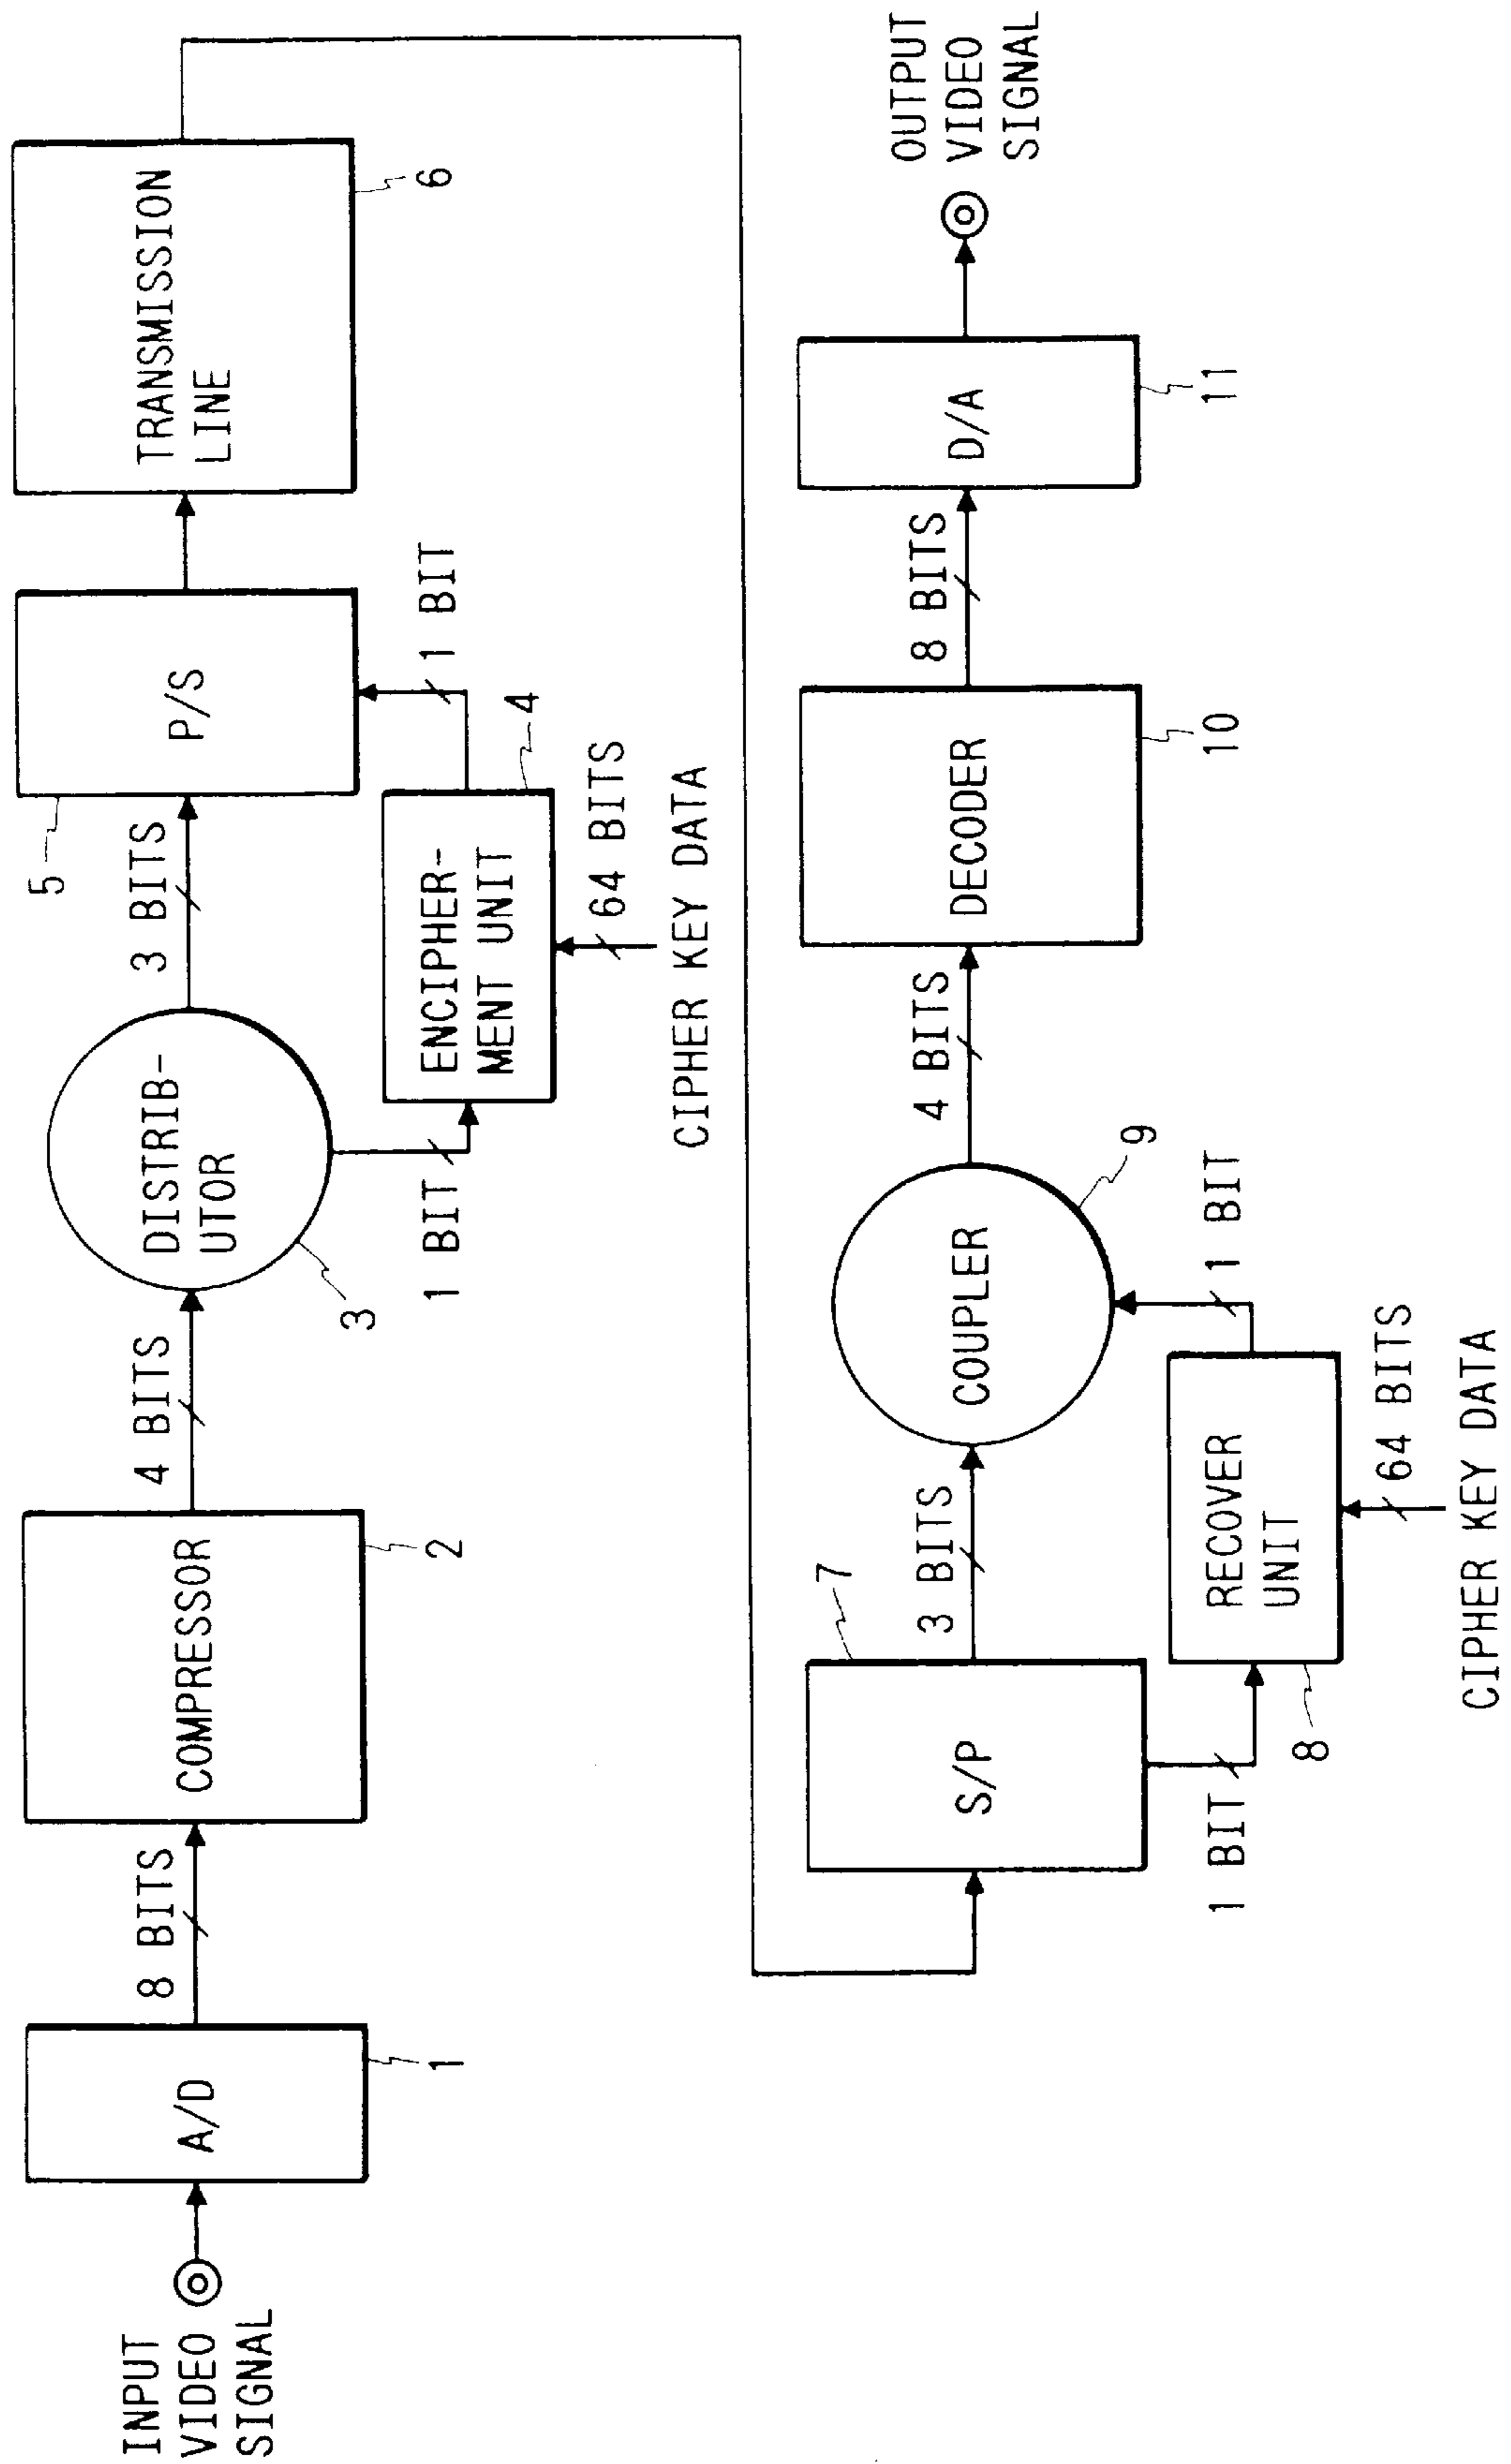 INPUT
VIDEO
SIGNAL
A/D
1
8 BITS
COMPRESSOR
2
4 BITS
DISTRIB-
UTOR
3
3 BITS
1 BIT
ENCIPHER-
MENT UNIT
4
64 BITS
CIPHER KEY DATA
1 BIT
P/S
5
TRANSMISSION
LINE
6
S/P
7
3 BITS
1 BIT
RECOVER
UNIT
8
64 BITS
CIPHER KEY DATA
1 BIT
COUPLER
9
4 BITS
DECODER
10
8 BITS
D/A
11
OUTPUT
VIDEO
SIGNAL